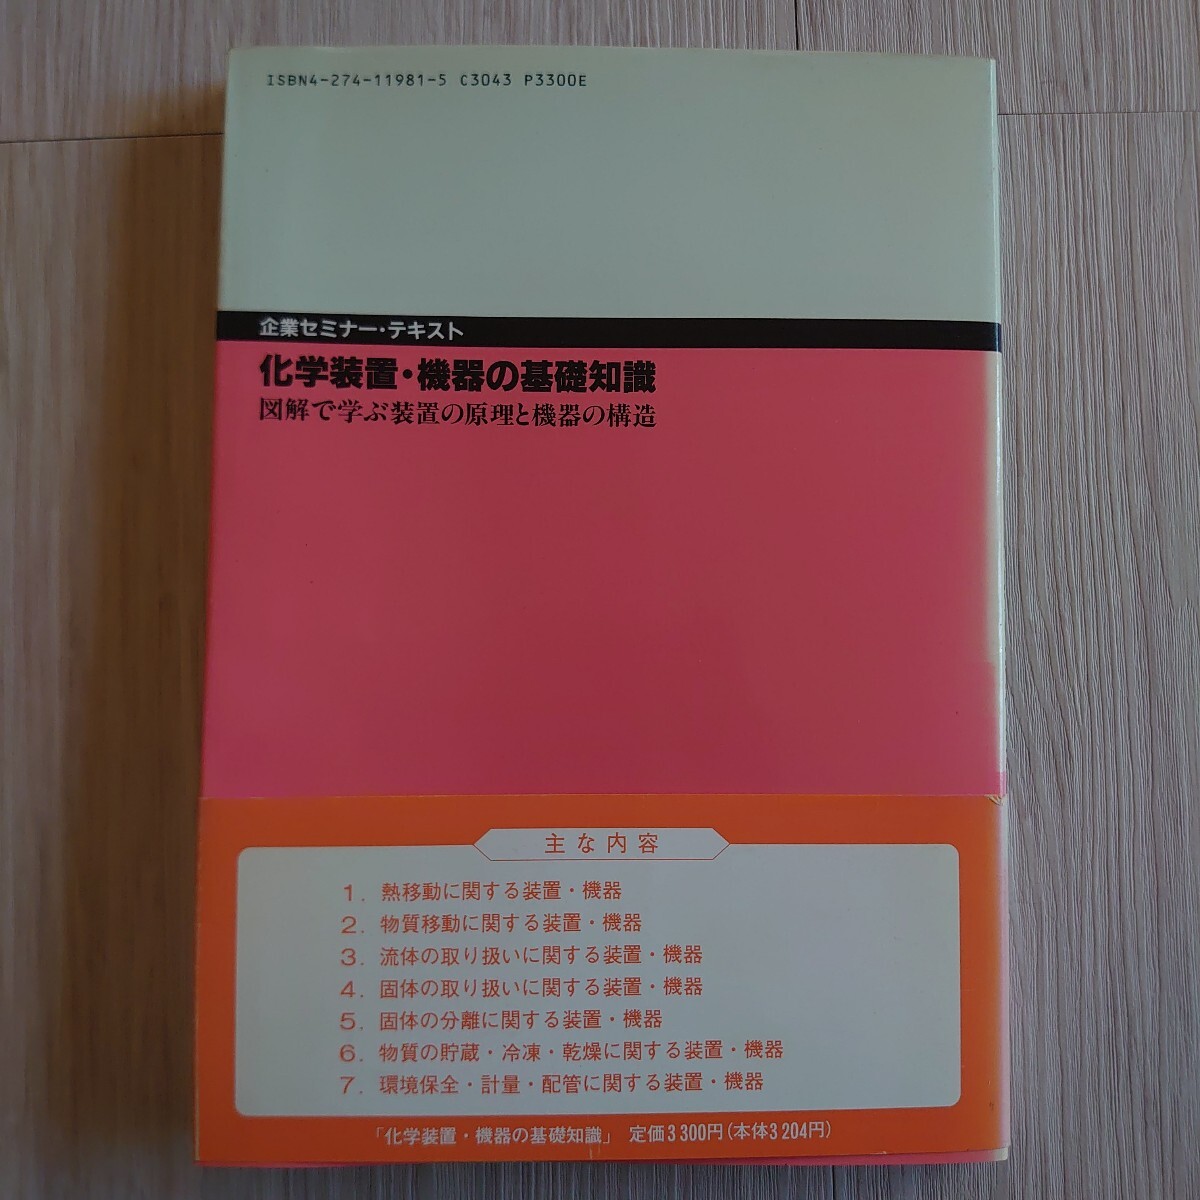 ISBN4-274-11981-5 C3043 P3300E
企業セミナー・テキスト
化学装置・機器の基礎知識
図解で学ぶ装置の原理と機器の構造
主な内容
1. 熱移動に関する装置・機器
2. 物質移動に関する装置・機器
3. 流体の取り扱いに関する装置・機器
4. 固体の取り扱いに関する装置・機器
5. 固体の分離に関する装置・機器
6. 物質の貯蔵・冷凍・乾燥に関する装置・機器
7. 環境保全・計量・配管に関する装置・機器
「化学装置・機器の基礎知識」 定価3300円(本体3204円)